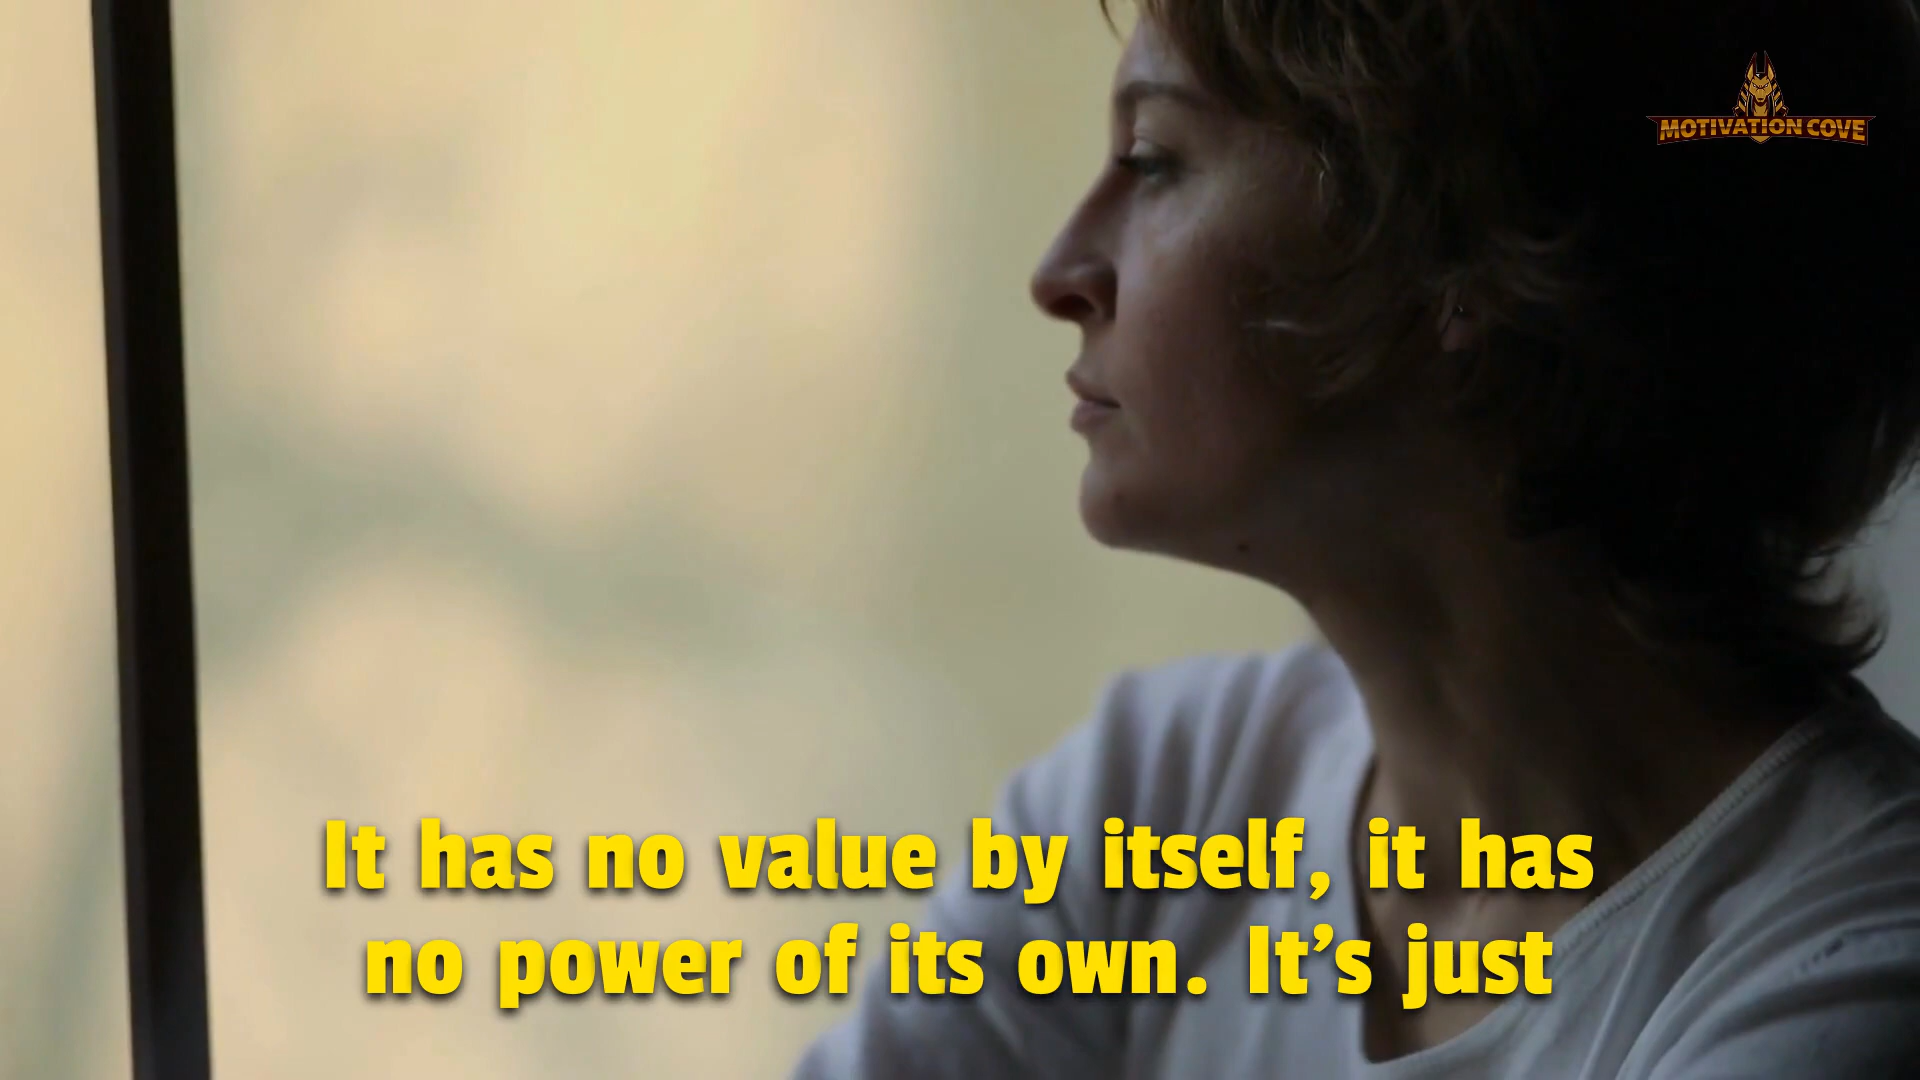 MOTIVATION COVE
It has no value by itself, it has
no power of its own. It's just